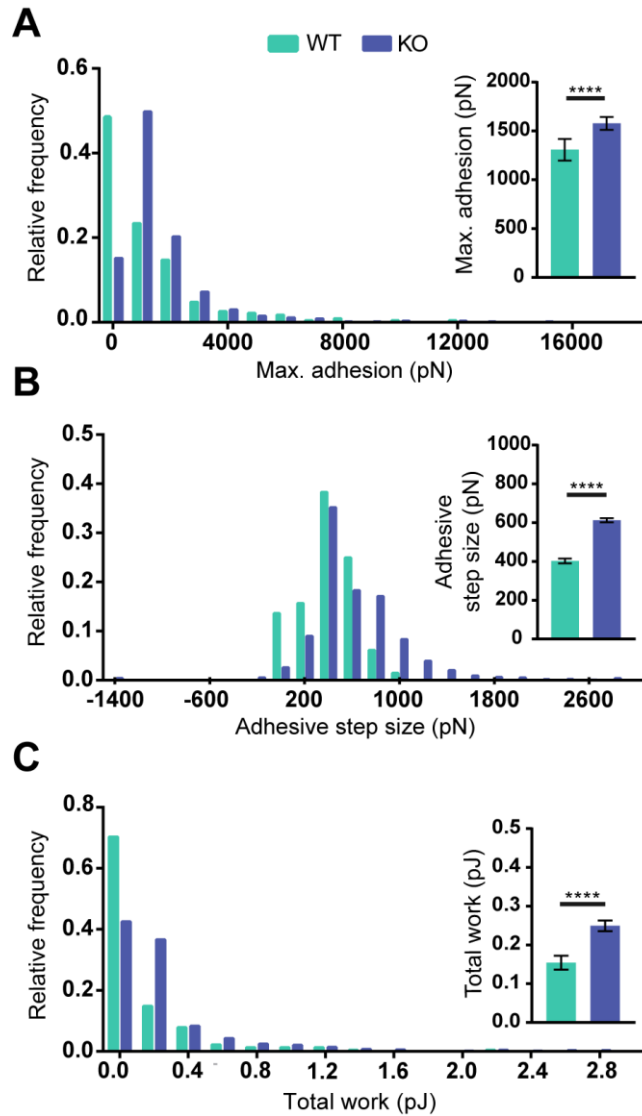 A
WT KO
0.6
0.4
0.2
0.0
Relative frequency
0 4000 8000 12000 16000
Max. adhesion (pN)
2000
1500
1000
500
0
Max. adhesion (pN)
****
B
0.5
0.4
0.3
0.2
0.1
0.0
Relative frequency
-1400 -600 200 1000 1800 2600
Adhesive step size (pN)
1000
800
600
400
200
0
Adhesive
step size (pN)
****
C
0.8
0.6
0.4
0.2
0.0
Relative frequency
0.0 0.4 0.8 1.2 1.6 2.0 2.4 2.8
Total work (pJ)
0.5
0.4
0.3
0.2
0.1
0.0
Total work (pJ)
****